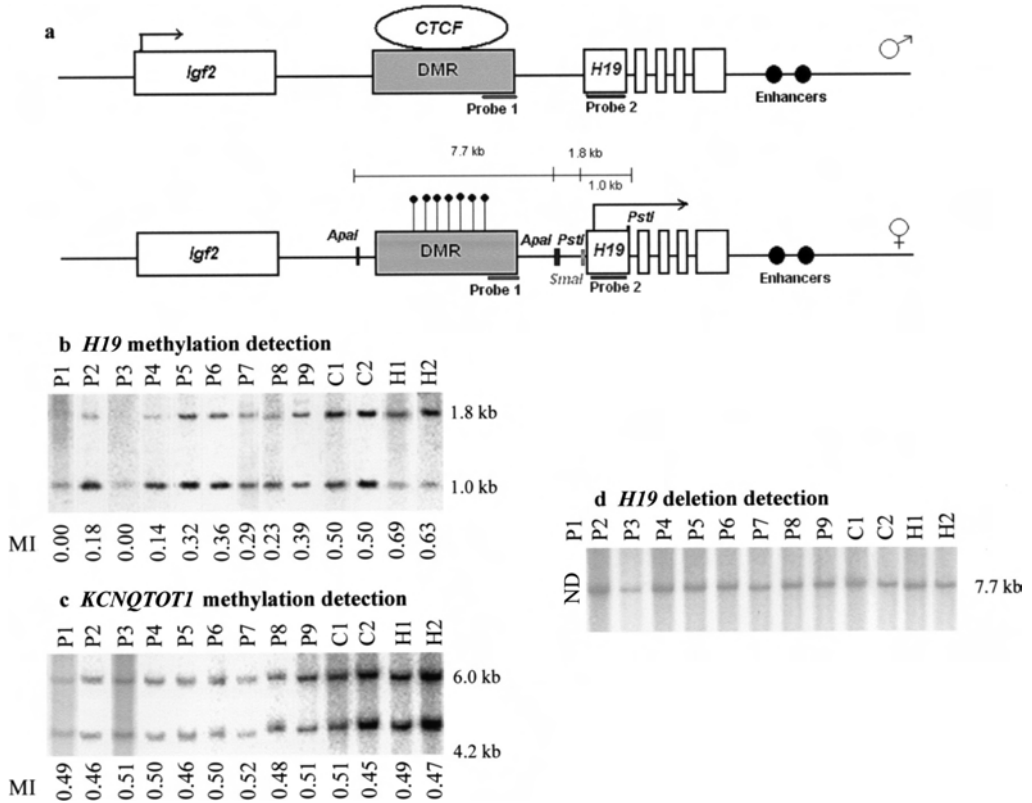 a
CTCF
Igf2
DMR
H19
Probe 1
Probe 2
Enhancers
♂
7.7 kb
1.8 kb
1.0 kb
ApaI
ApaI
PstI
PstI
SmaI
Igf2
DMR
H19
Probe 1
Probe 2
Enhancers
♀
b H19 methylation detection
P1 P2 P3 P4 P5 P6 P7 P8 P9 C1 C2 H1 H2
1.8 kb
1.0 kb
MI 0.00 0.18 0.00 0.14 0.32 0.36 0.29 0.23 0.39 0.50 0.50 0.69 0.63
c KCNQTOT1 methylation detection
P1 P2 P3 P4 P5 P6 P7 P8 P9 C1 C2 H1 H2
6.0 kb
4.2 kb
MI 0.49 0.46 0.51 0.50 0.46 0.50 0.52 0.48 0.51 0.51 0.45 0.49 0.47
d H19 deletion detection
P1 P2 P3 P4 P5 P6 P7 P8 P9 C1 C2 H1 H2
ND
7.7 kb